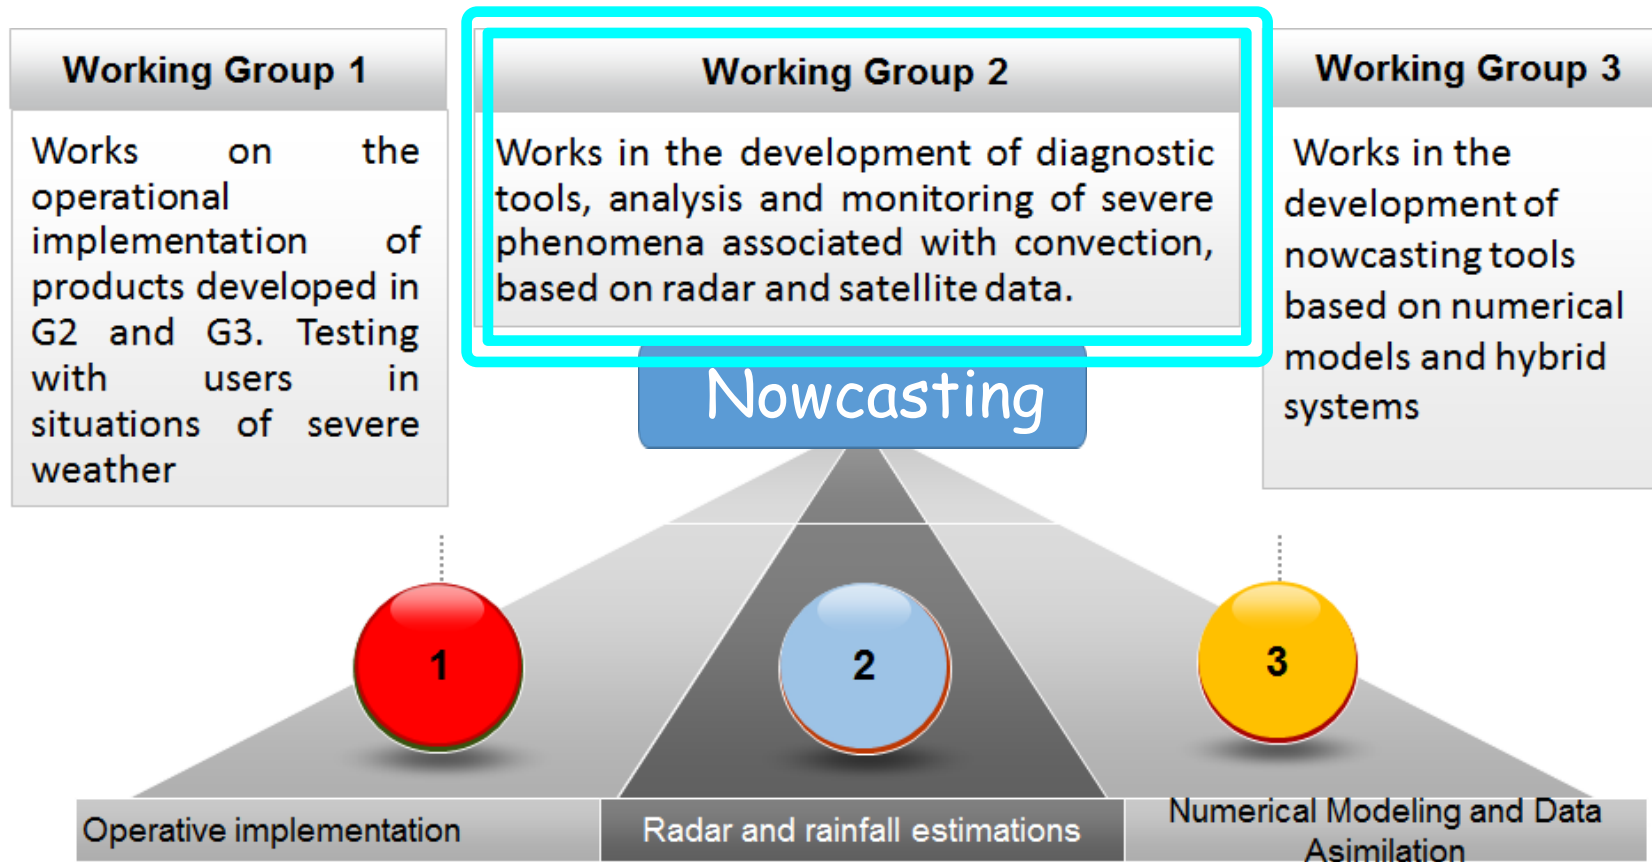 Working Group 1
Works on the
operational
implementation of
products developed in
G2 and G3. Testing
with users in
situations of severe
weather
Working Group 2
Works in the development of diagnostic
tools, analysis and monitoring of severe
phenomena associated with convection,
based on radar and satellite data.
Working Group 3
Works in the
development of
nowcasting tools
based on numerical
models and hybrid
systems
Nowcasting
1
2
3
Operative implementation
Radar and rainfall estimations
Numerical Modeling and Data
Asimilation